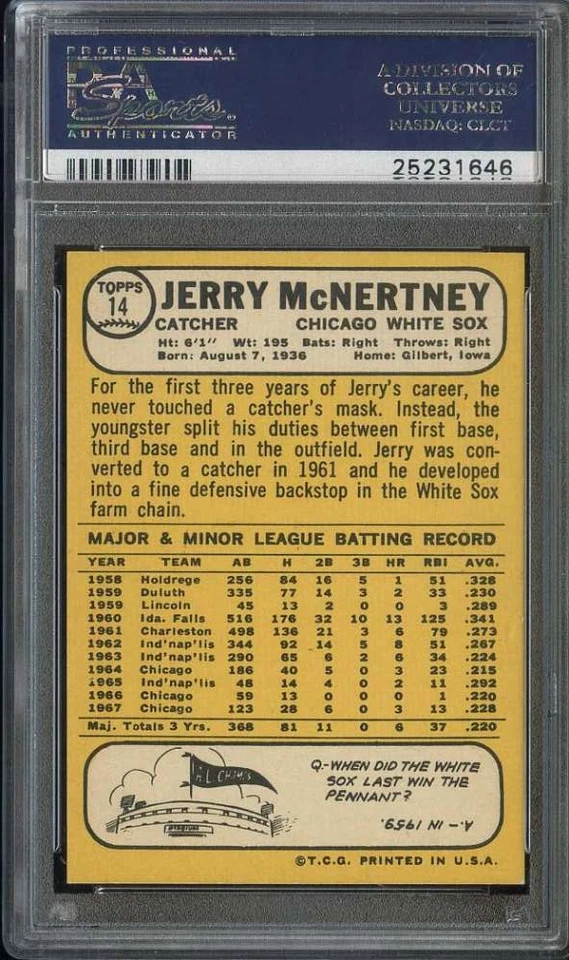 PROFESSIONAL
PSA
Sports
AUTHENTICATOR
A DIVISION OF
COLLECTORS
UNIVERSE
NASDAQ: CLCT
25231646
TOPPS
14
JERRY McNERTNEY
CATCHER CHICAGO WHITE SOX
Ht: 6'1" Wt: 195 Bats: Right Throws: Right
Born: August 7, 1936 Home: Gilbert, Iowa
For the first three years of Jerry's career, he
never touched a catcher's mask. Instead, the
youngster split his duties between first base,
third base and in the outfield. Jerry was con-
verted to a catcher in 1961 and he developed
into a fine defensive backstop in the White Sox
farm chain.
MAJOR & MINOR LEAGUE BATTING RECORD
YEAR TEAM AB H 2B 3B HR RBI AVG.
1958 Holdrege 256 84 16 5 1 51 .328
1959 Duluth 335 77 14 3 2 33 .230
1959 Lincoln 45 13 2 0 0 3 .289
1960 Ida. Falls 516 176 32 10 13 125 .341
1961 Charleston 498 136 21 3 6 79 .273
1962 Ind'nap'lis 344 92 14 5 8 51 .267
1963 Ind'nap'lis 290 65 6 2 6 34 .224
1964 Chicago 186 40 5 0 3 23 .215
1965 Ind'nap'lis 48 14 4 0 2 11 .292
1966 Chicago 59 13 0 0 0 1 .220
1967 Chicago 123 28 6 0 3 13 .228
Maj. Totals 3 Yrs. 368 81 11 0 6 37 .220
A.L. CHAMPS
Q.-WHEN DID THE WHITE
SOX LAST WIN THE
PENNANT?
A.-IN 1959.
©T.C.G. PRINTED IN U.S.A.